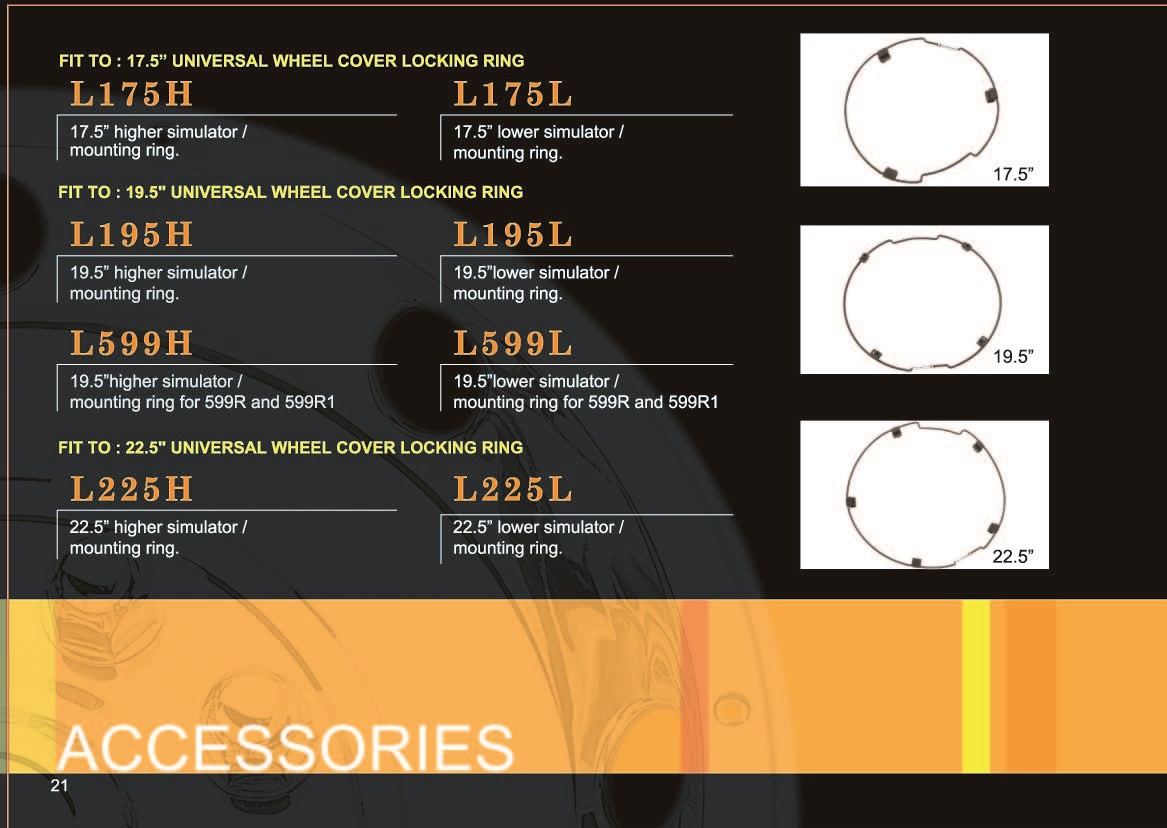 FIT TO : 17.5” UNIVERSAL WHEEL COVER LOCKING RING
L175H
17.5” higher simulator /
mounting ring.
L175L
17.5” lower simulator /
mounting ring.
17.5”
FIT TO : 19.5" UNIVERSAL WHEEL COVER LOCKING RING
L195H
19.5” higher simulator /
mounting ring.
L195L
19.5”lower simulator /
mounting ring.
19.5”
L599H
19.5”higher simulator /
mounting ring for 599R and 599R1
L599L
19.5”lower simulator /
mounting ring for 599R and 599R1
FIT TO : 22.5" UNIVERSAL WHEEL COVER LOCKING RING
L225H
22.5” higher simulator /
mounting ring.
L225L
22.5” lower simulator /
mounting ring.
22.5”
ACCESSORIES
21